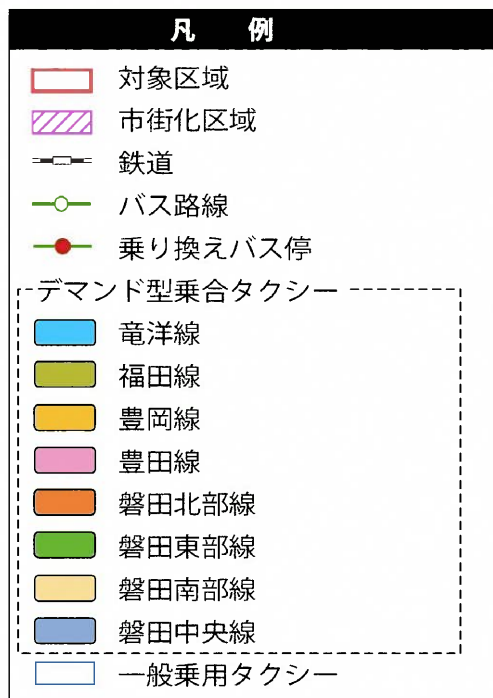 凡 例
対象区域
市街化区域
鉄道
バス路線
乗り換えバス停
デマンド型乗合タクシー
竜洋線
福田線
豊岡線
豊田線
磐田北部線
磐田東部線
磐田南部線
磐田中央線
一般乗用タクシー